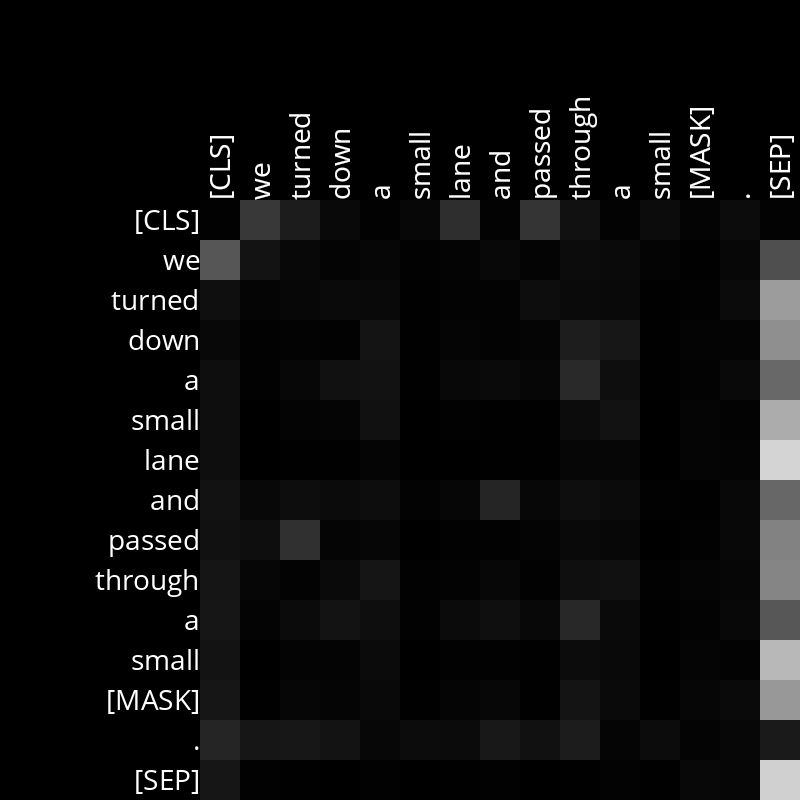 [CLS] we turned down a small lane and passed through a small [MASK] . [SEP]
[CLS]
we
turned
down
a
small
lane
and
passed
through
a
small
[MASK]
.
[SEP]